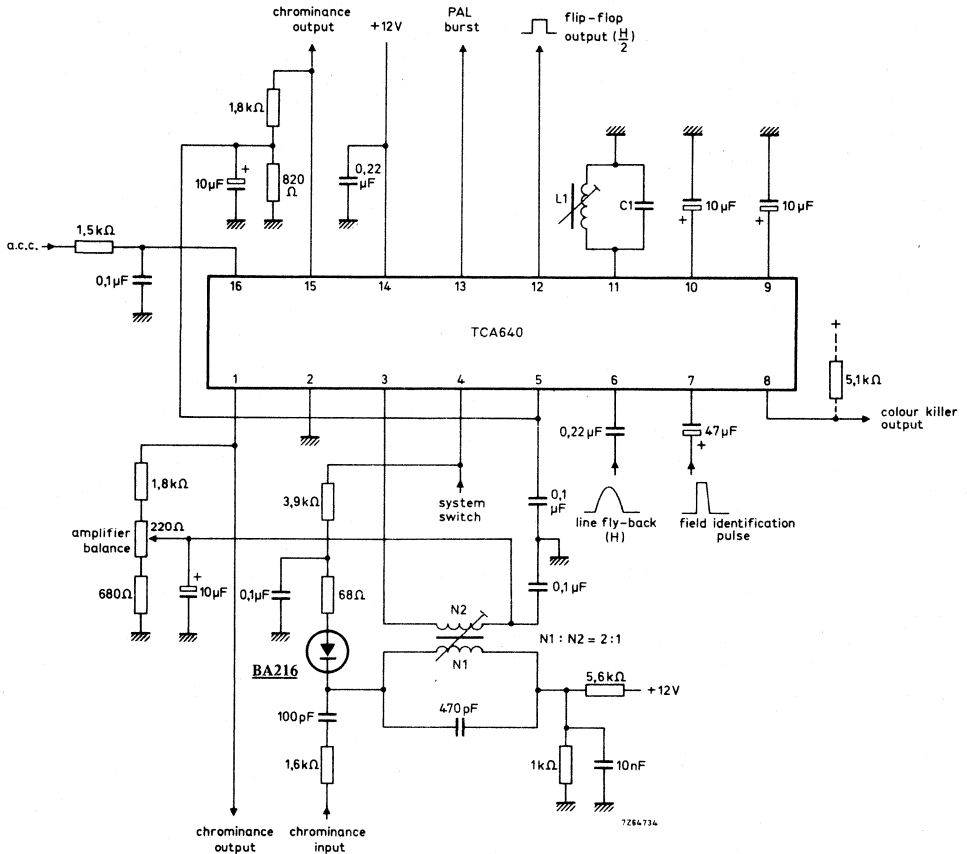 chrominance
output
+12V
PAL
burst
flip-flop
output (H/2)
1,8kΩ
10µF
+
820
Ω
0,22
µF
L1
C1
+
10µF
+
10µF
a.c.c.
1,5kΩ
0,1µF
16
15
14
13
12
11
10
9
TCA640
1
2
3
4
5
6
7
8
+
5,1kΩ
colour killer
output
0,22µF
47µF
+
1,8kΩ
3,9kΩ
system
switch
0,1
µF
line fly-back
(H)
field identification
pulse
amplifier
balance
220Ω
680Ω
+
10µF
0,1µF
68Ω
0,1µF
N2
N1
N1 : N2 = 2:1
BA216
5,6kΩ
+12V
100pF
470pF
1,6kΩ
1kΩ
10nF
chrominance
output
chrominance
input
7Z64734